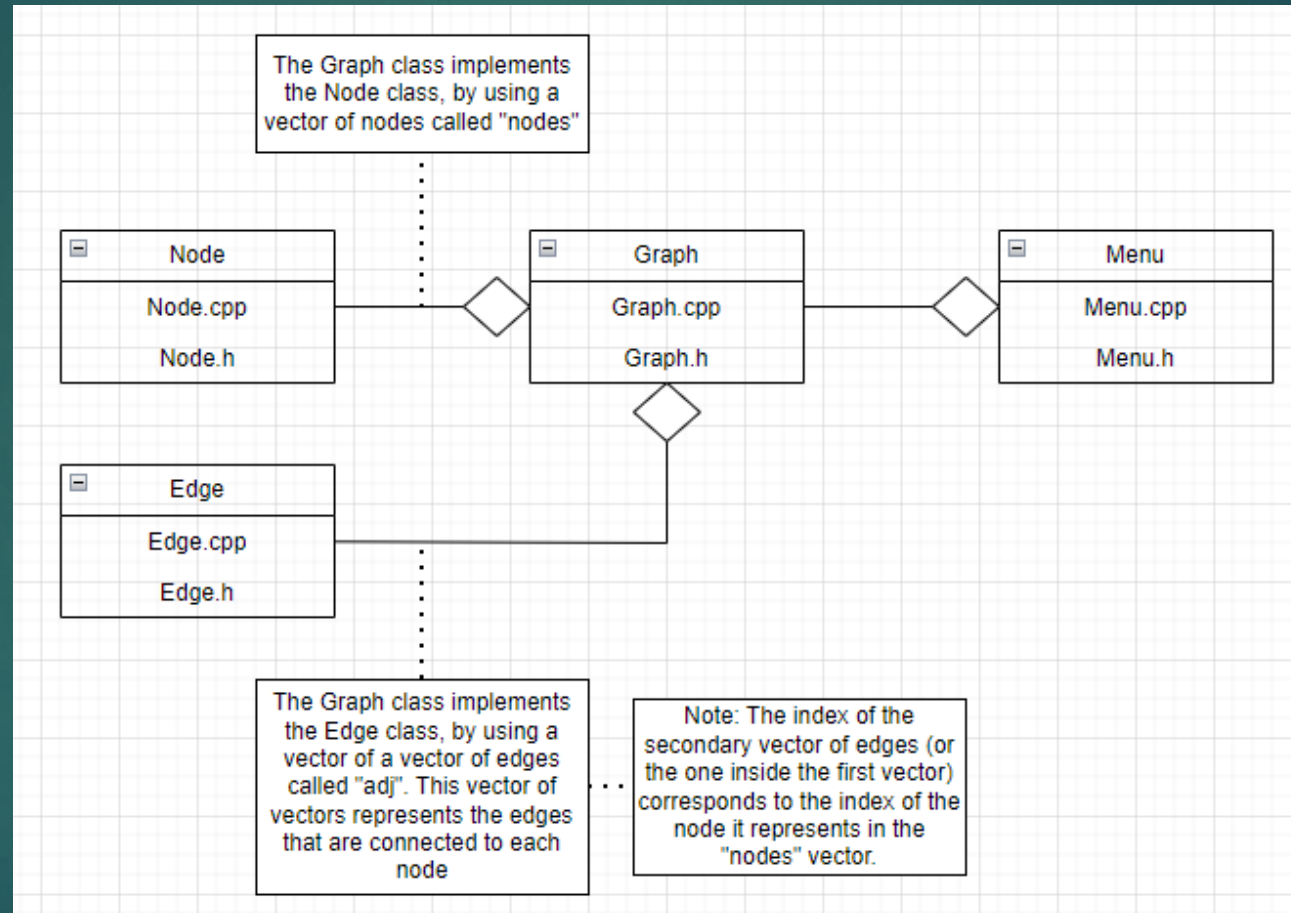 The Graph class implements
the Node class, by using a
vector of nodes called "nodes"
Node
Node.cpp
Node.h
Graph
Graph.cpp
Graph.h
Menu
Menu.cpp
Menu.h
Edge
Edge.cpp
Edge.h
The Graph class implements
the Edge class, by using a
vector of a vector of edges
called "adj". This vector of
vectors represents the edges
that are connected to each
node
Note: The index of the
secondary vector of edges (or
the one inside the first vector)
corresponds to the index of the
node it represents in the
"nodes" vector.